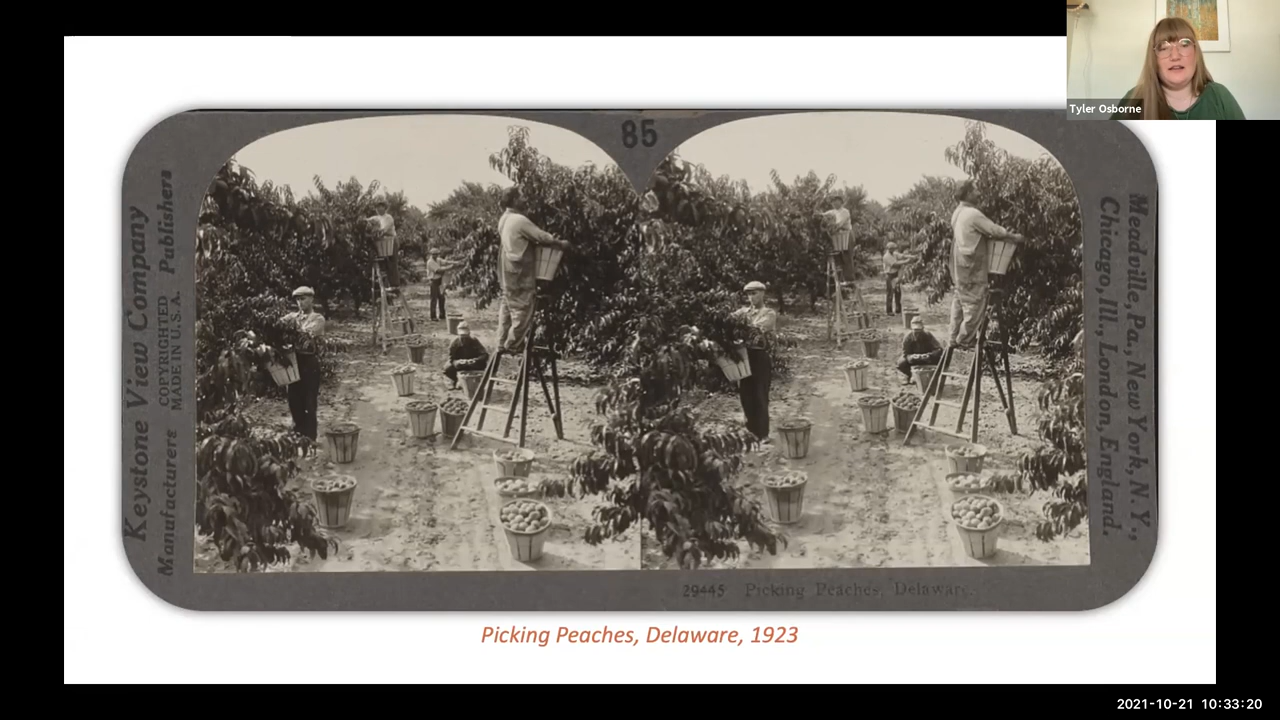 Tyler Osborne
85
Keystone View Company
Manufacturers COPYRIGHTED MADE IN U.S.A. Publishers
Meadville, Pa., New York, N.Y.,
Chicago, Ill., London, England.
29445 Picking Peaches, Delaware.
Picking Peaches, Delaware, 1923
2021-10-21 10:33:20